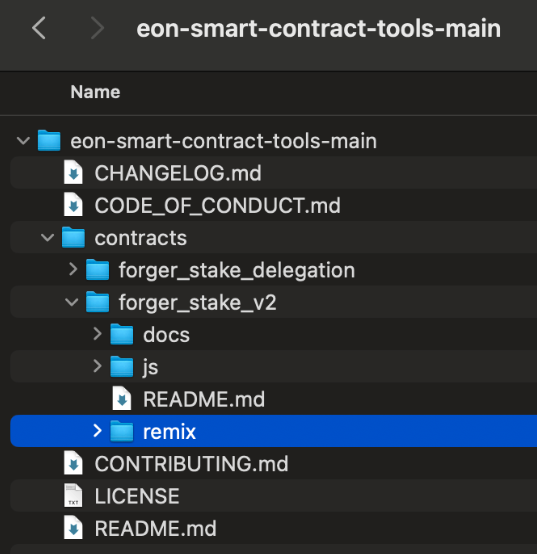 eon-smart-contract-tools-main
Name
eon-smart-contract-tools-main
CHANGELOG.md
CODE_OF_CONDUCT.md
contracts
forger_stake_delegation
forger_stake_v2
docs
js
README.md
remix
CONTRIBUTING.md
LICENSE
README.md